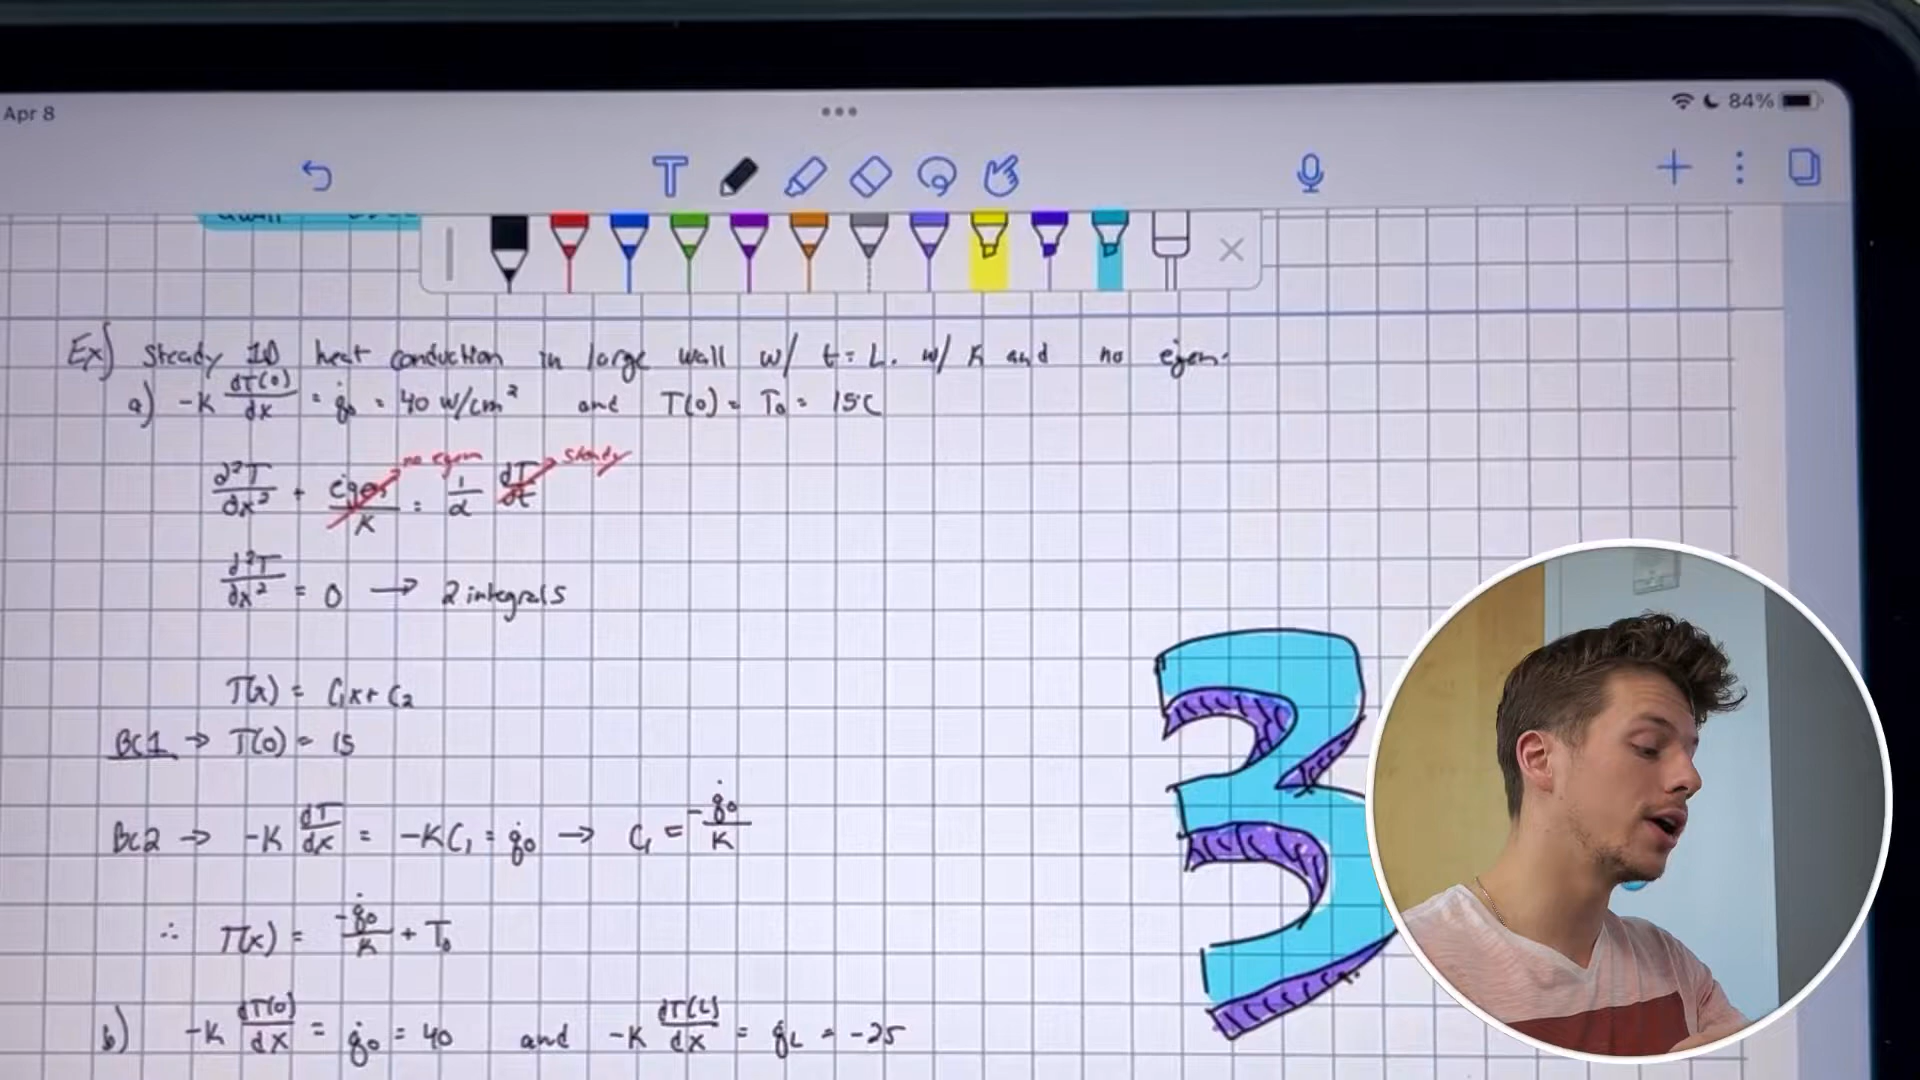 Apr 8
84%
Ex) Steady 1D heat conduction in large wall w/ t = L. w/ K and no egen.
a) -K dT(0)/dx = q̇0 = 40 W/cm² and T(0) = T0 = 15C
no egen steady
∂²T/dx² + ėgen/K = 1/α dT/dt
d²T/dx² = 0 → 2 integrals
T(x) = C1x + C2
BC1 → T(0) = 15
BC2 → -K dT/dx = -KC1 = q̇0 → C1 = -q̇0/K
∴ T(x) = -q̇0/K + T0
b) -K dT(0)/dx = q̇0 = 40 and -K dT(L)/dx = q̇L = -25
3